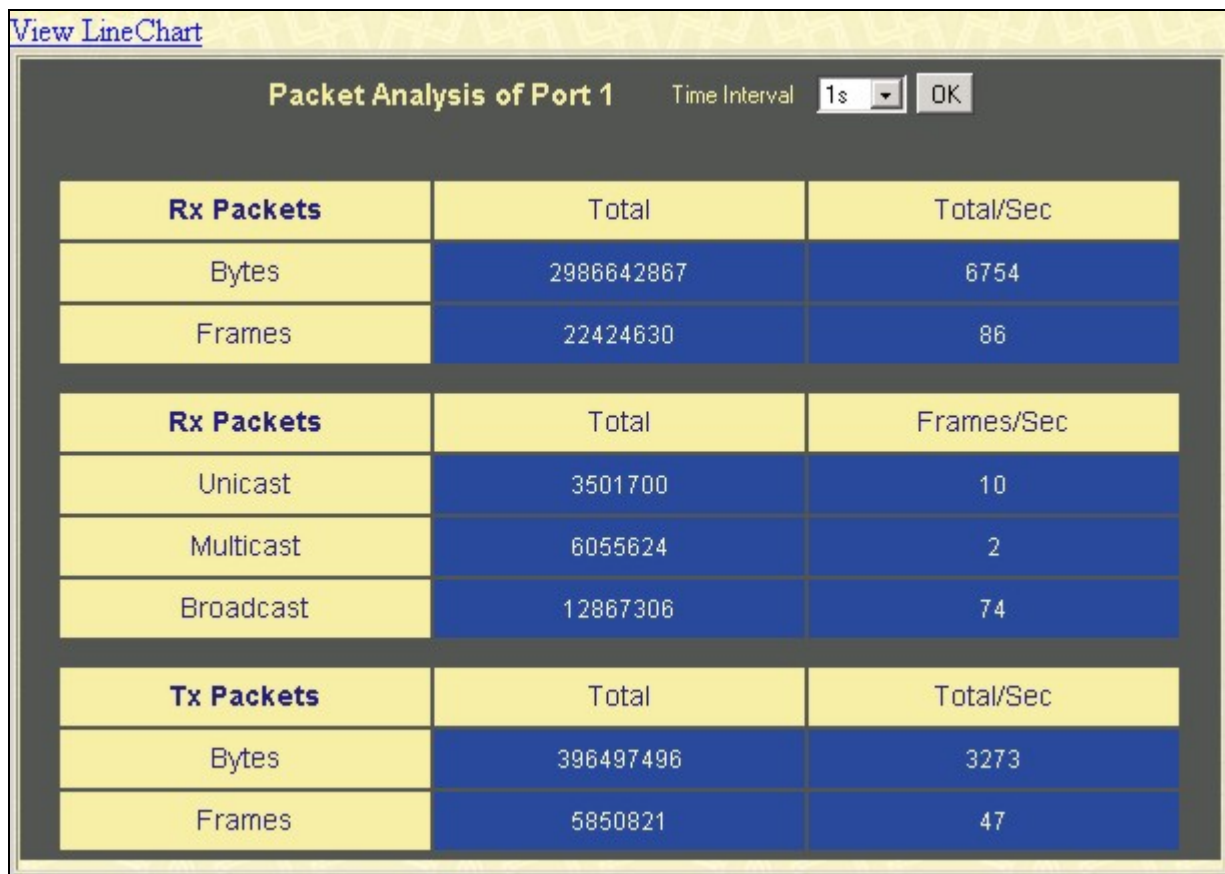 View LineChart
Packet Analysis of Port 1 Time Interval 1s OK
Rx Packets Total Total/Sec
Bytes 2986642867 6754
Frames 22424630 86
Rx Packets Total Frames/Sec
Unicast 3501700 10
Multicast 6055624 2
Broadcast 12867306 74
Tx Packets Total Total/Sec
Bytes 396497496 3273
Frames 5850821 47